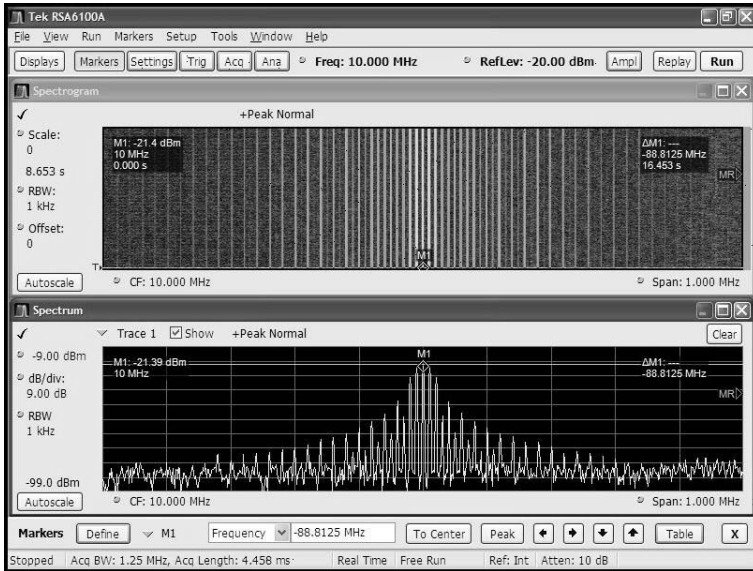 Tek RSA6100A
File View Run Markers Setup Tools Window Help
Displays Markers Settings Trig Acq Ana Freq: 10.000 MHz RefLev: -20.00 dBm Ampl Replay Run
Spectrogram
+Peak Normal
Scale:
0
8.653 s
RBW:
1 kHz
Offset:
0
Autoscale
M1: -21.4 dBm
10 MHz
0.000 s
ΔM1: ---
-88.8125 MHz
16.453 s
MR
M1
CF: 10.000 MHz
Span: 1.000 MHz
Spectrum
Trace 1 Show +Peak Normal
Clear
-9.00 dBm
dB/div:
9.00 dB
RBW
1 kHz
-99.0 dBm
Autoscale
M1: -21.39 dBm
10 MHz
M1
ΔM1: ---
-88.8125 MHz
MR
CF: 10.000 MHz
Span: 1.000 MHz
Markers Define M1 Frequency -88.8125 MHz To Center Peak Table X
Stopped Acq BW: 1.25 MHz, Acq Length: 4.458 ms Real Time Free Run Ref: Int Atten: 10 dB